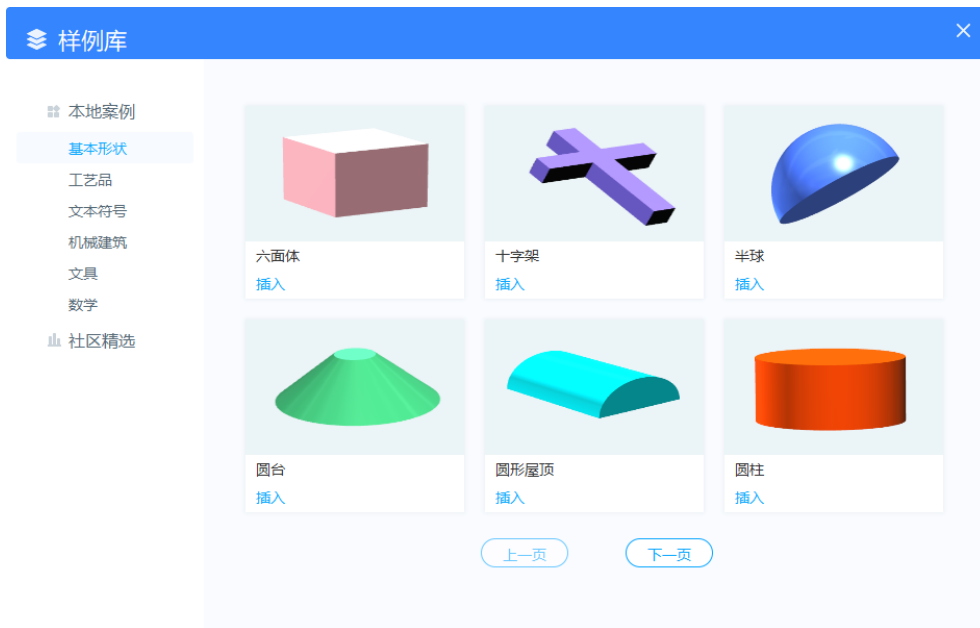 样例库
本地案例
基本形状
工艺品
文本符号
机械建筑
文具
数学
社区精选
六面体
插入
十字架
插入
半球
插入
圆台
插入
圆形屋顶
插入
圆柱
插入
上一页
下一页